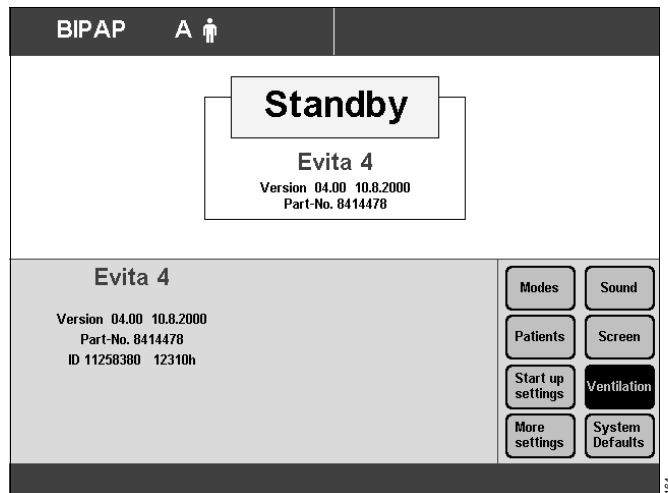 BIPAP A
Standby
Evita 4
Version 04.00 10.8.2000
Part-No. 8414478
Evita 4
Version 04.00 10.8.2000
Part-No. 8414478
ID 11258380 12310h
Modes
Sound
Patients
Screen
Start up
settings
Ventilation
More
settings
System
Defaults